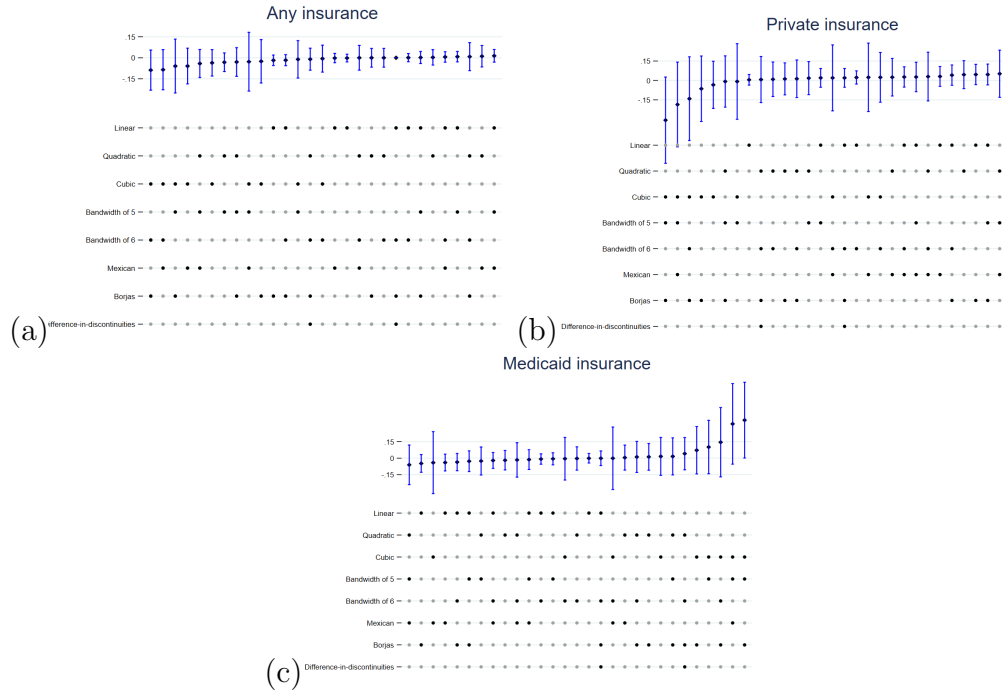 Any insurance
.15
0
-.15
Linear
Quadratic
Cubic
Bandwidth of 5
Bandwidth of 6
Mexican
Borjas
ifference-in-discontinuities
(a)
Private insurance
.15
0
-.15
Linear
Quadratic
Cubic
Bandwidth of 5
Bandwidth of 6
Mexican
Borjas
Difference-in-discontinuities
(b)
Medicaid insurance
.15
0
-.15
Linear
Quadratic
Cubic
Bandwidth of 5
Bandwidth of 6
Mexican
Borjas
Difference-in-discontinuities
(c)